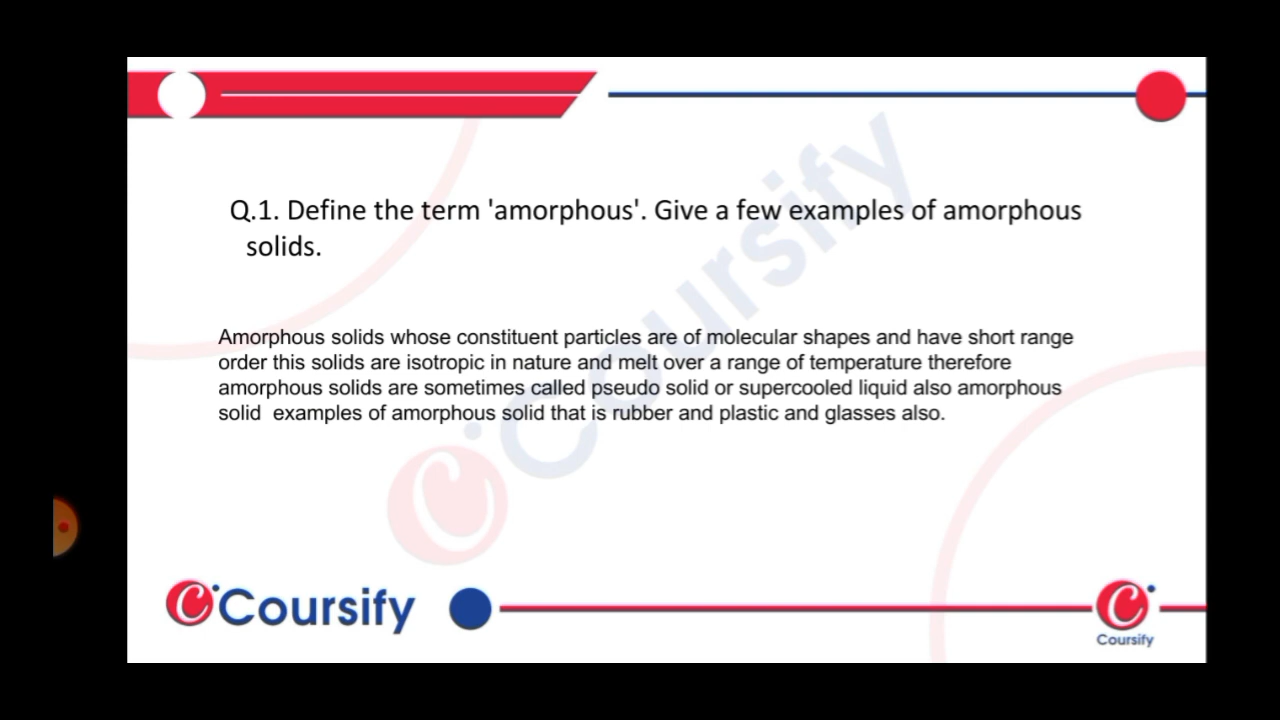 Q.1. Define the term 'amorphous'. Give a few examples of amorphous
solids.
Amorphous solids whose constituent particles are of molecular shapes and have short range
order this solids are isotropic in nature and melt over a range of temperature therefore
amorphous solids are sometimes called pseudo solid or supercooled liquid also amorphous
solid examples of amorphous solid that is rubber and plastic and glasses also.
Coursify
Coursify
Coursify